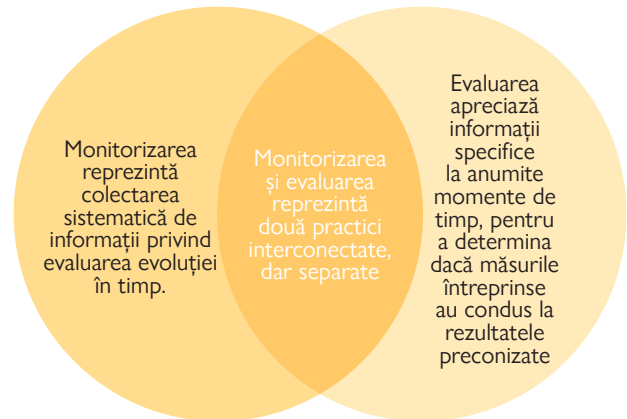 Monitorizarea
reprezintă
colectarea
sistematică de
informații privind
evaluarea evoluției
în timp.
Monitorizarea
și evaluarea
reprezintă
două practici
interconectate,
dar separate
Evaluarea
apreciază
informații
specifice
la anumite
momente de
timp, pentru
a determina
dacă măsurile
întreprinse
au condus la
rezultatele
preconizate